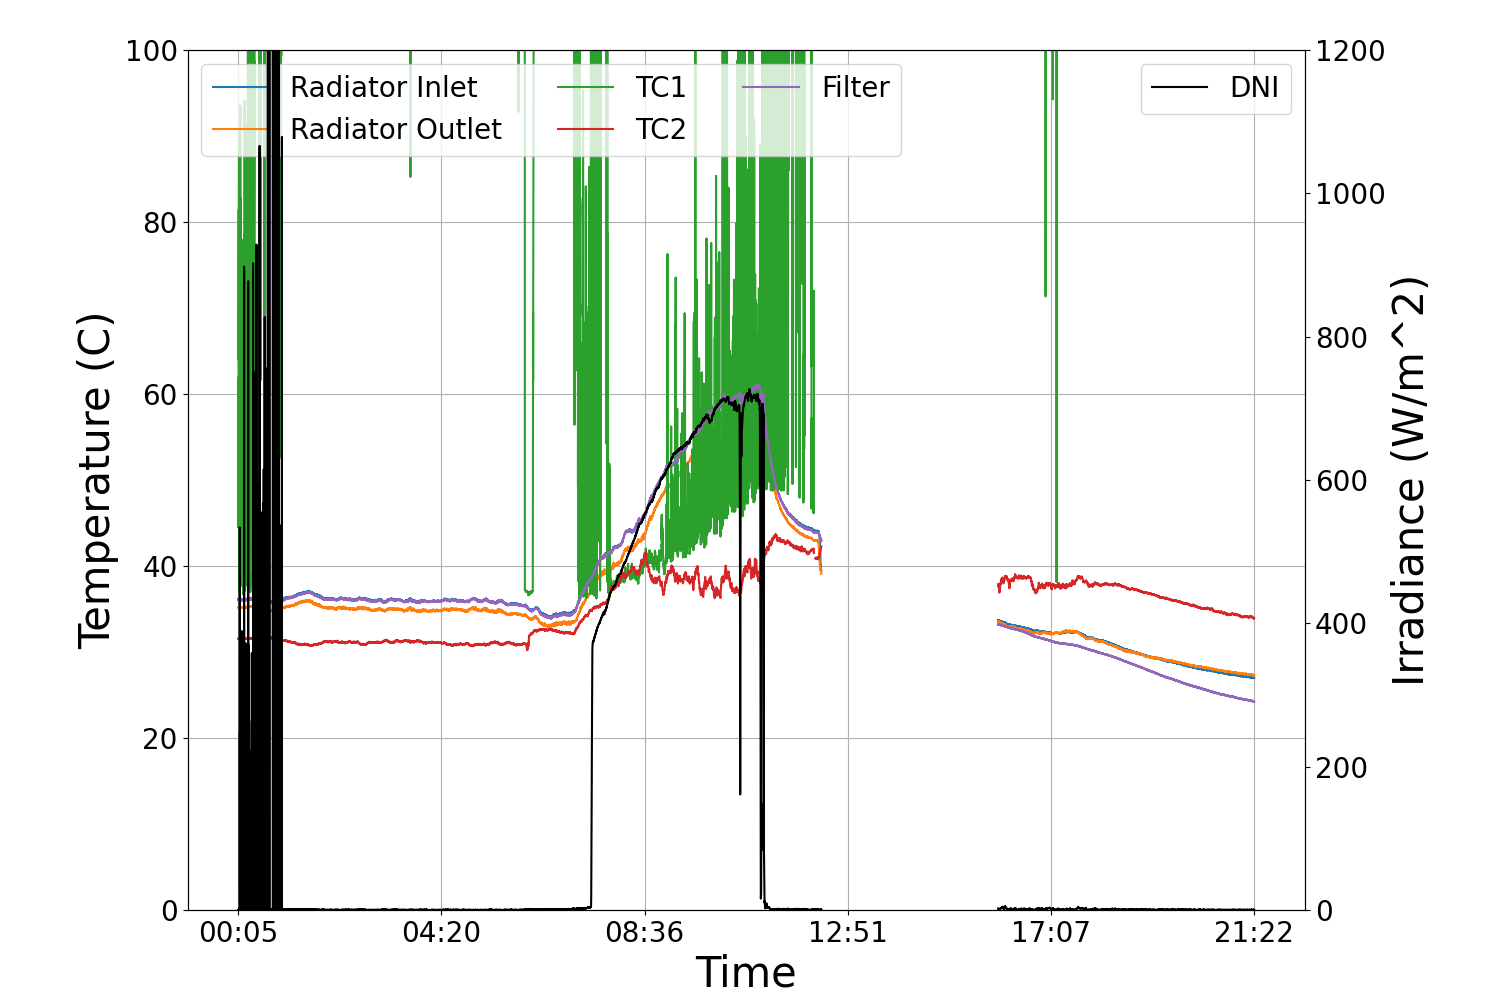 Radiator Inlet
Radiator Outlet
TC1
TC2
Filter
DNI
100
80
60
40
20
0
Temperature (C)
1200
1000
800
600
400
200
0
Irradiance (W/m^2)
00:05 04:20 08:36 12:51 17:07 21:22
Time